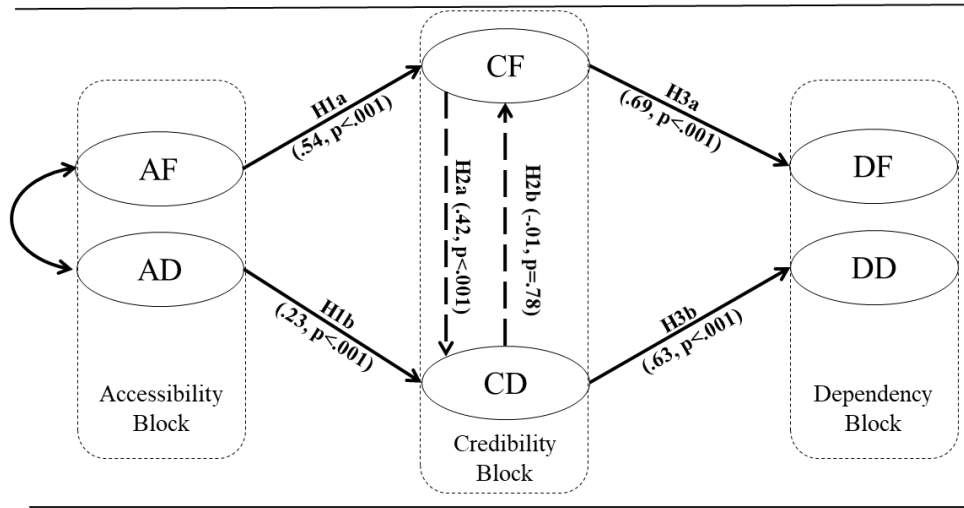 CF
H1a
(.54, p<.001)
H3a
(.69, p<.001)
AF
DF
H2a (.42, p<.001)
H2b (-.01, p=.78)
AD
DD
H1b
(.23, p<.001)
H3b
(.63, p<.001)
CD
Accessibility
Block
Credibility
Block
Dependency
Block